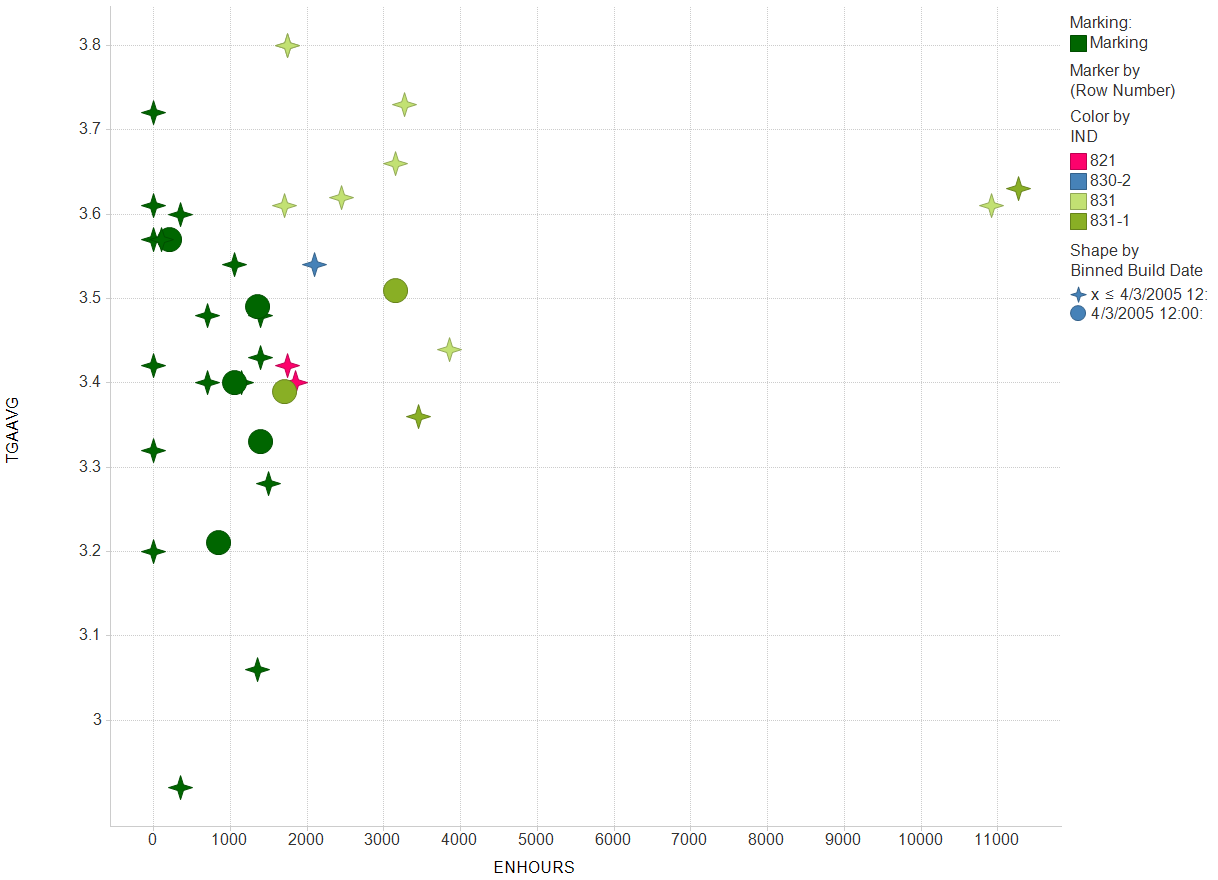 3.8
3.7
3.6
3.5
3.4
3.3
3.2
3.1
3
TGAAVG
0 1000 2000 3000 4000 5000 6000 7000 8000 9000 10000 11000
ENHOURS
Marking:
Marking
Marker by
(Row Number)
Color by
IND
821
830-2
831
831-1
Shape by
Binned Build Date
x ≤ 4/3/2005 12:
4/3/2005 12:00: